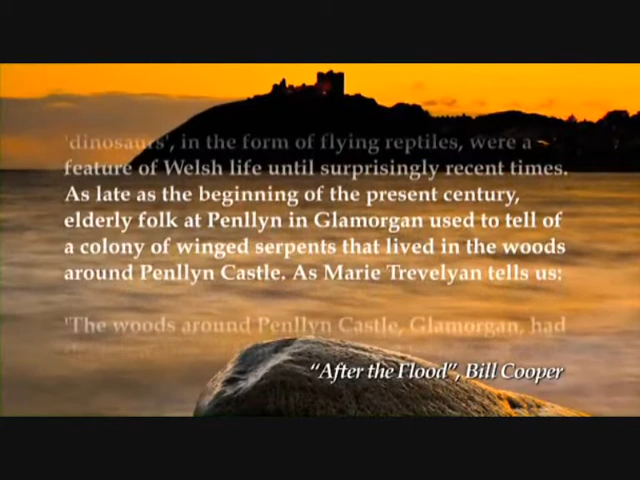 'dinosaurs', in the form of flying reptiles, were a
feature of Welsh life until surprisingly recent times.
As late as the beginning of the present century,
elderly folk at Penllyn in Glamorgan used to tell of
a colony of winged serpents that lived in the woods
around Penllyn Castle. As Marie Trevelyan tells us:
'The woods around Penllyn Castle, Glamorgan, had
"After the Flood", Bill Cooper